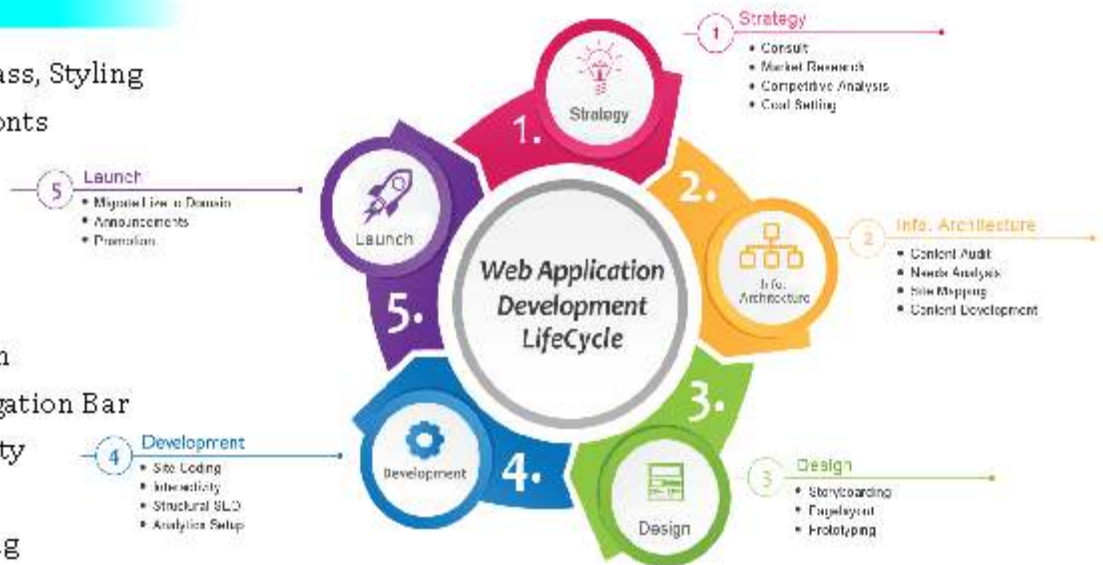 ass, Styling
onts
n
gation Bar
ty
g
1
Strategy
• Consult
• Market Research
• Competitive Analysis
• Goal Setting
1.
Strategy
2.
Info.
Architecture
2
Info. Architecture
• Content Audit
• Needs Analysis
• Site Mapping
• Content Development
3.
Design
3
Design
• Storyboarding
• Pagelayout
• Prototyping
4.
Development
4
Development
• Site Coding
• Interactivity
• Structural SEO
• Analytics Setup
5.
Launch
5
Launch
• Migrate Live to Domain
• Announcements
• Promotion
Web Application
Development
LifeCycle